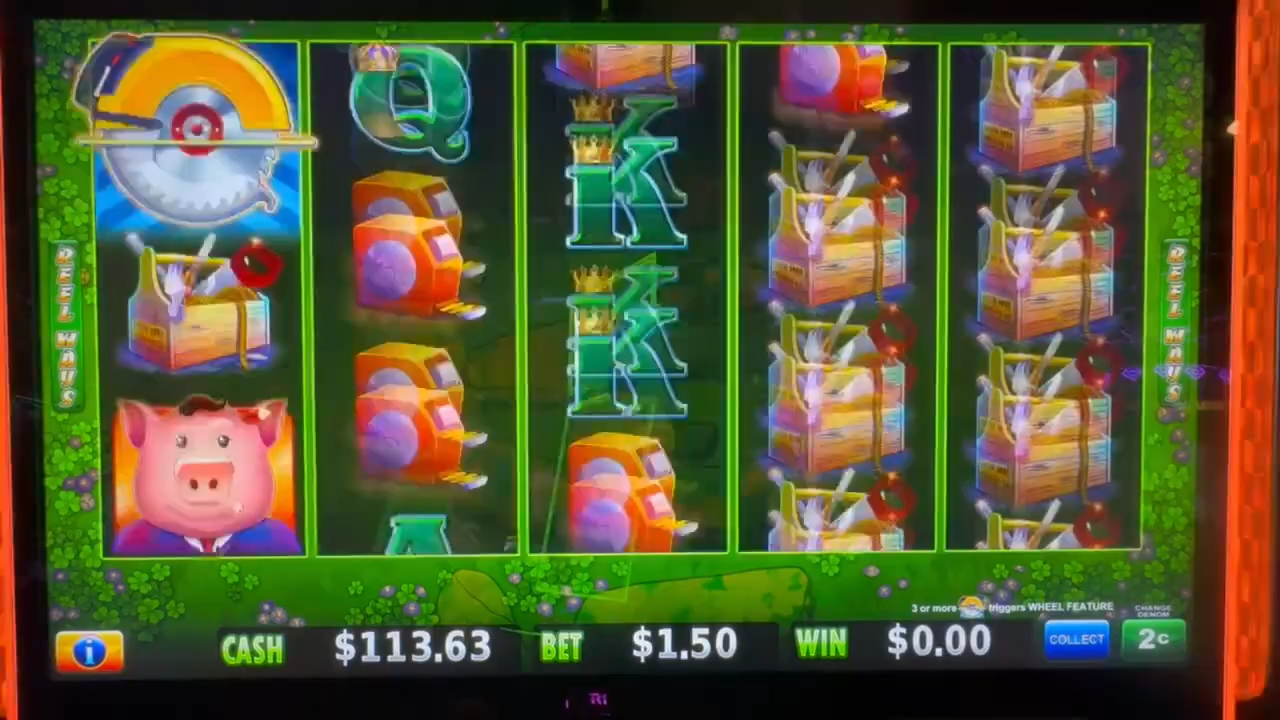 Q
K
K
A
REEL WAYS
REEL WAYS
3 or more triggers WHEEL FEATURE
CHANGE DENOM
CASH $113.63 BET $1.50 WIN $0.00 COLLECT 2¢